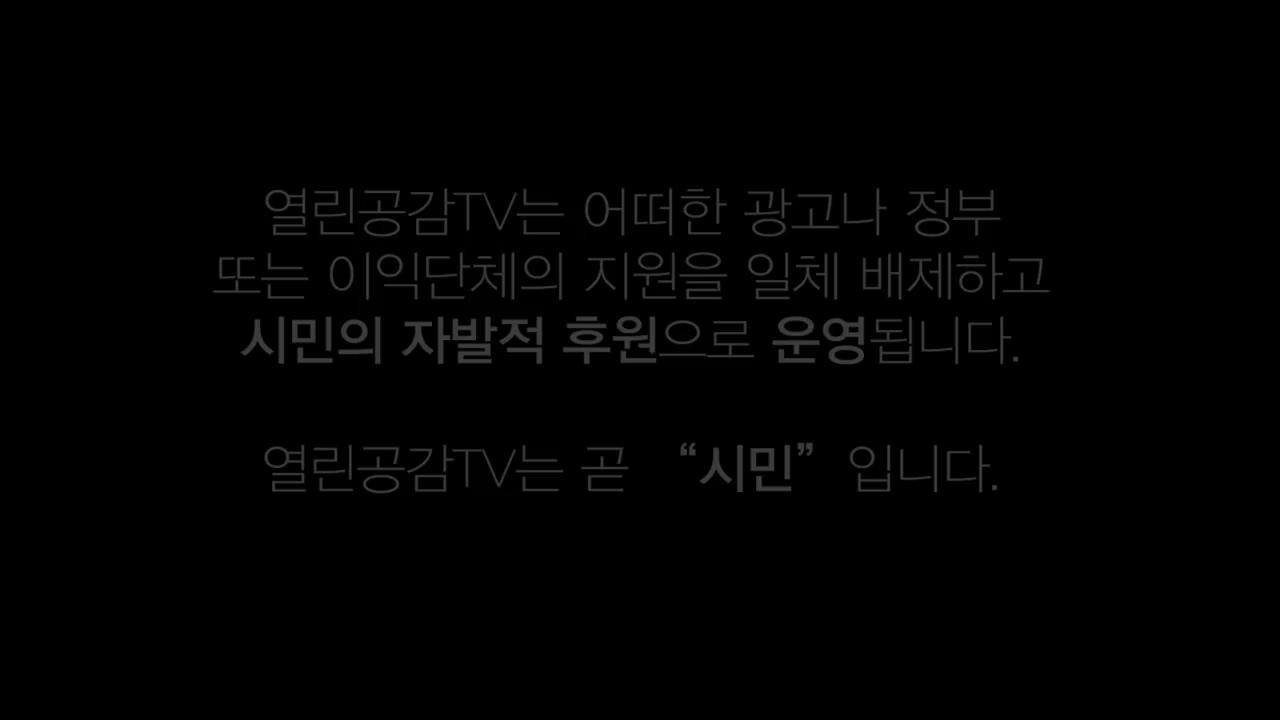 열린공감TV는 어떠한 광고나 정부
또는 이익단체의 지원을 일체 배제하고
시민의 자발적 후원으로 운영됩니다.
열린공감TV는 곧 “시민” 입니다.